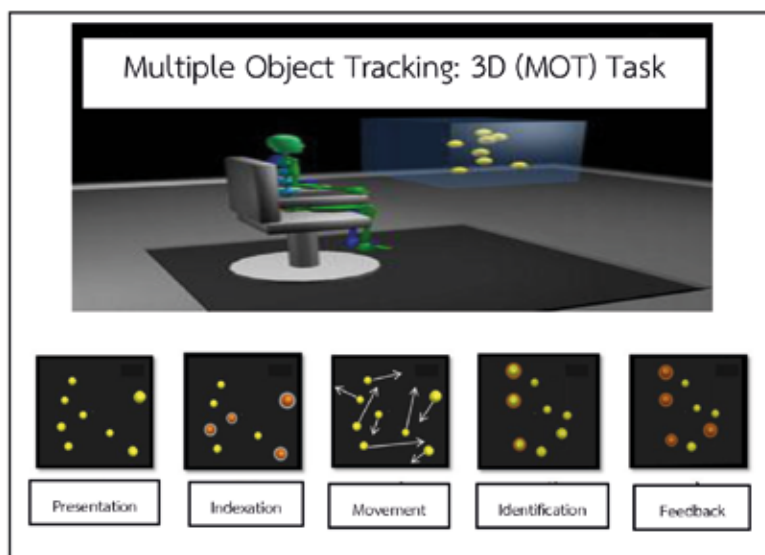 Multiple Object Tracking: 3D (MOT) Task
Presentation
Indexation
Movement
Identification
Feedback